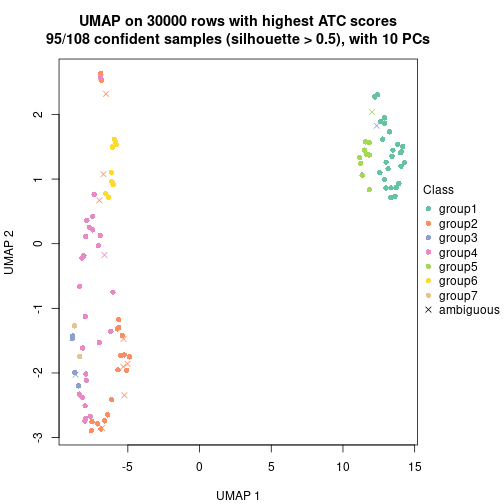 UMAP on 30000 rows with highest ATC scores
95/108 confident samples (silhouette > 0.5), with 10 PCs
UMAP 2
2
1
0
-1
-2
-3
-5
0
5
10
15
UMAP 1
Class
group1
group2
group3
group4
group5
group6
group7
ambiguous